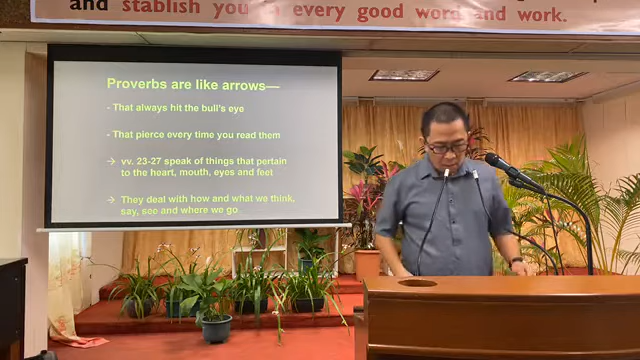 and stablish you in every good word and work.
Proverbs are like arrows—
- That always hit the bull's eye
- That pierce every time you read them
→ vv. 23-27 speak of things that pertain
to the heart, mouth, eyes and feet
→ They deal with how and what we think,
say, see and where we go